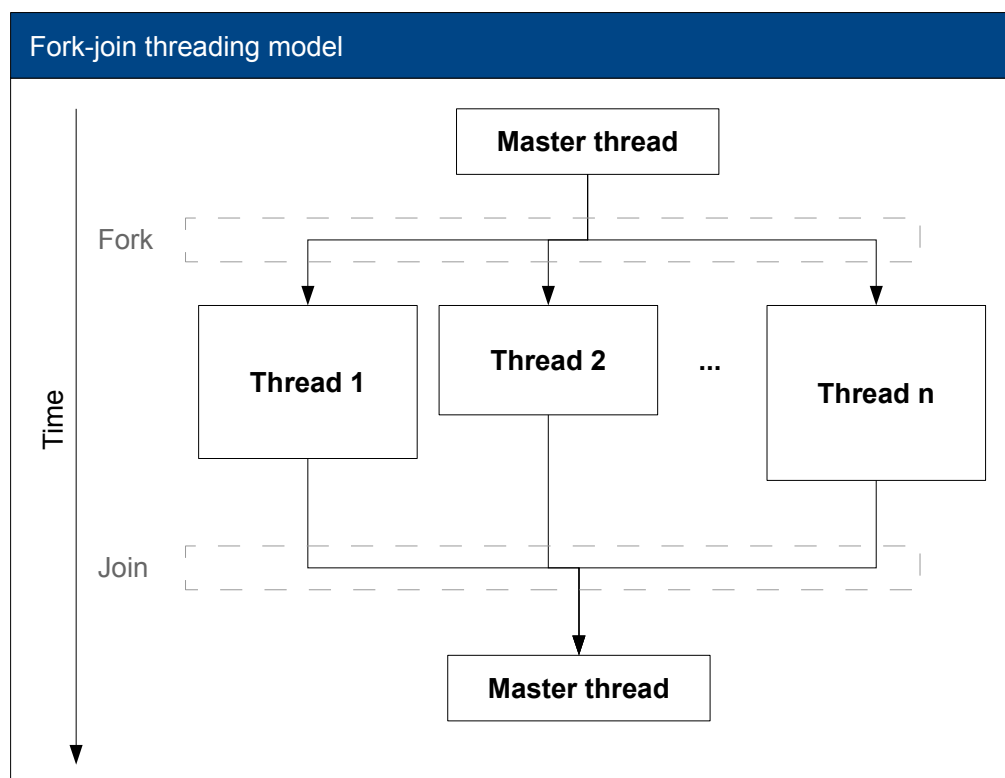 Fork-join threading model
Master thread
Fork
Thread 1
Thread 2
...
Thread n
Time
Join
Master thread